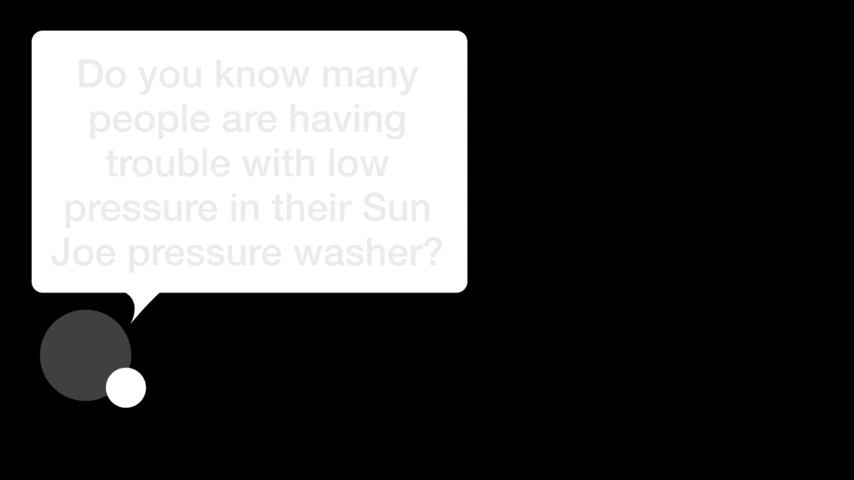 Do you know many
people are having
trouble with low
pressure in their Sun
Joe pressure washer?